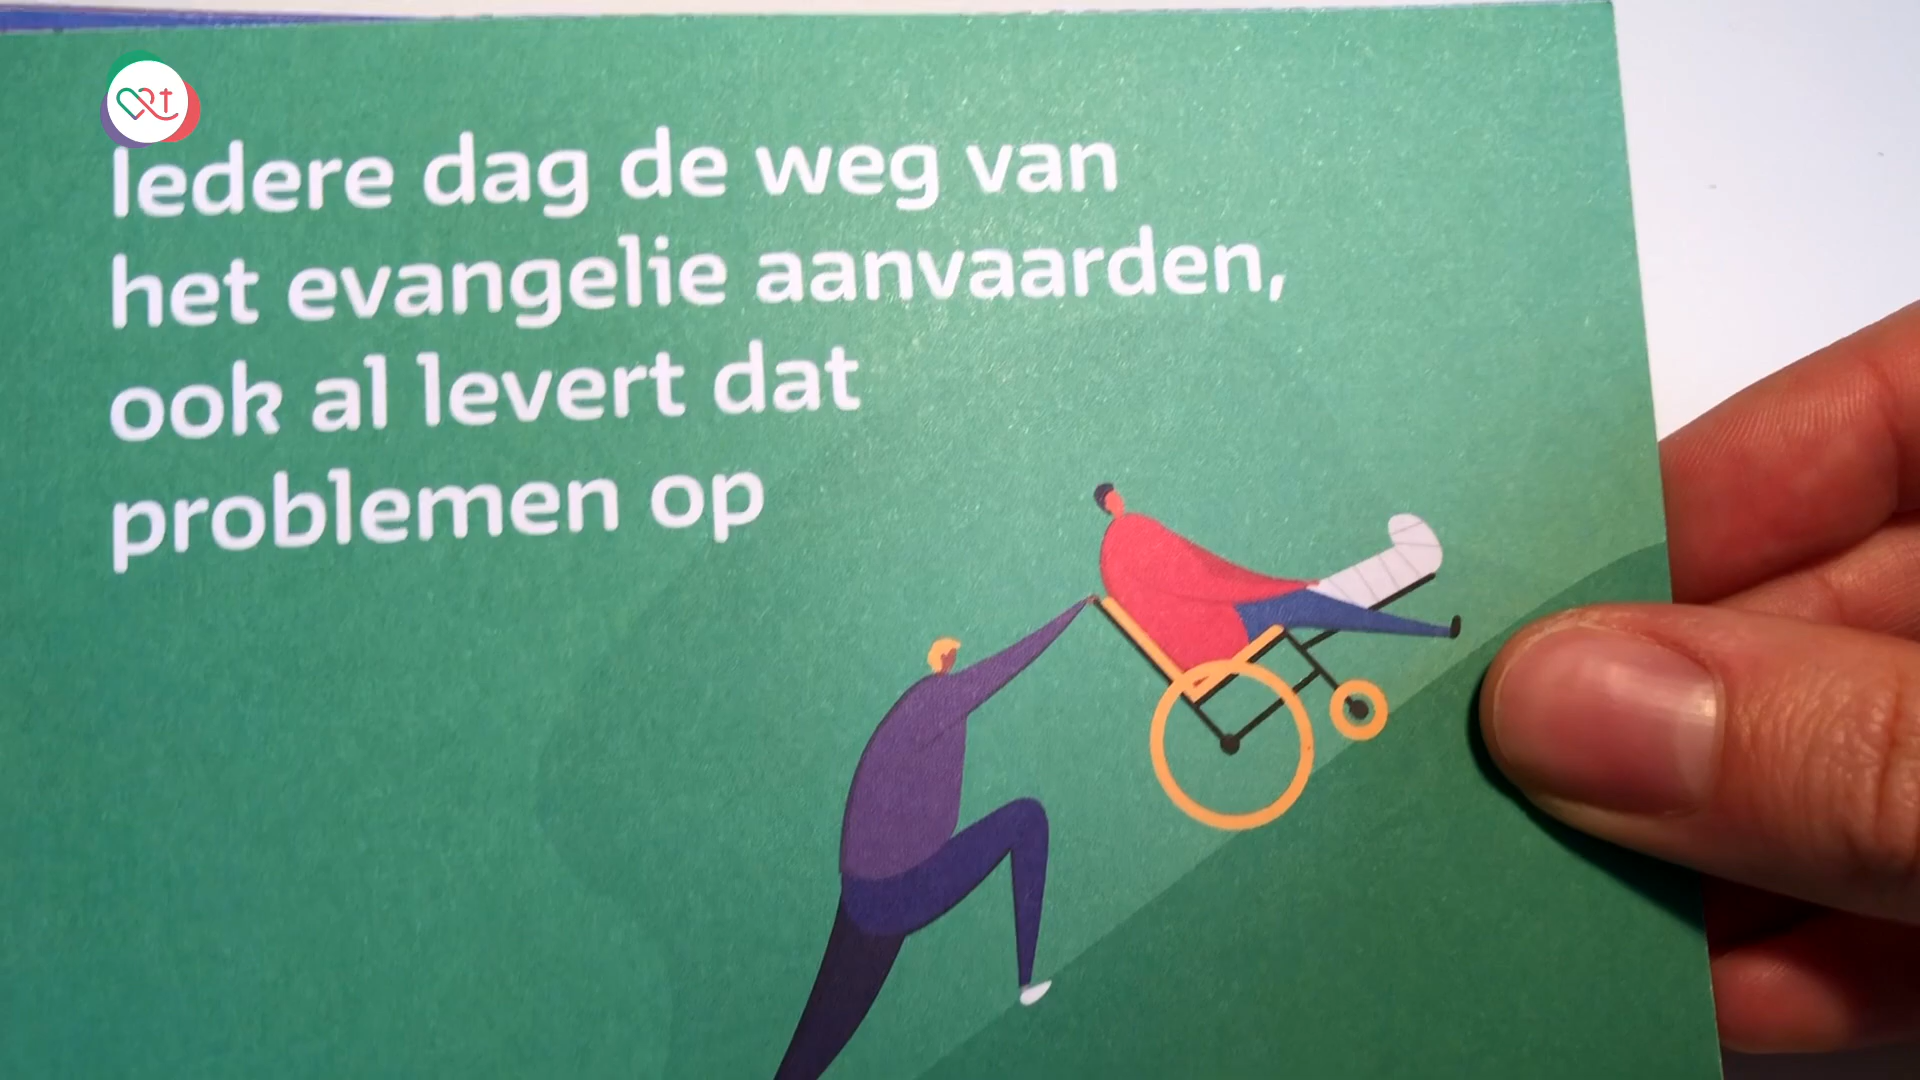 Iedere dag de weg van
het evangelie aanvaarden,
ook al levert dat
problemen op